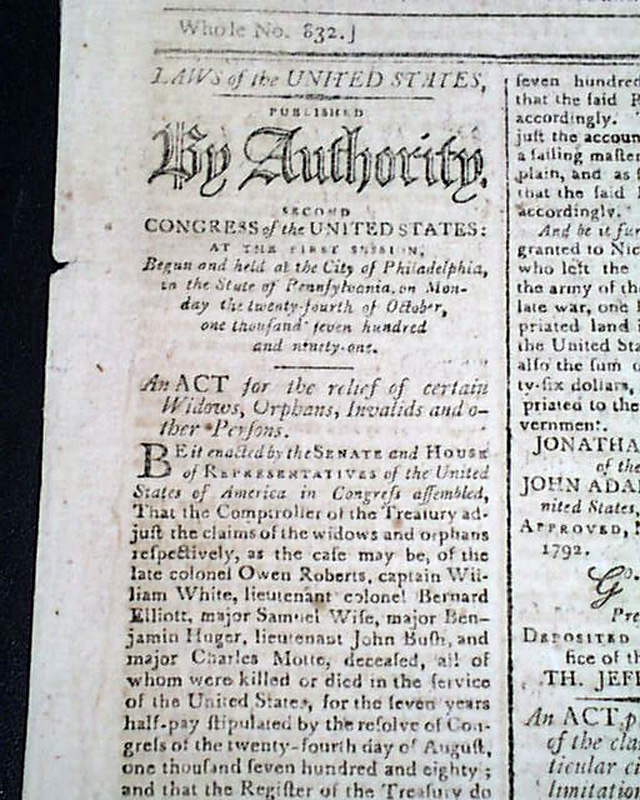 Whole No. 832.]
LAWS of the UNITED STATES,
PUBLISHED
By Authority.
SECOND
CONGRESS of the UNITED STATES:
AT THE FIRST SESSION,
Begun and held at the City of Philadelphia,
in the State of Pennsylvania, on Mon-
day the twenty-fourth of October,
one thousand seven hundred
and ninety-one.
An ACT for the relief of certain
Widows, Orphans, Invalids and o-
ther Persons.
BE it enacted by the SENATE and HOUSE
of REPRESENTATIVES of the United
States of America in Congreſs aſſembled,
That the Comptroller of the Treaſury ad-
juſt the claims of the widows and orphans
reſpectively, as the caſe may be, of the
late colonel Owen Roberts, captain Wil-
liam White, lieutenant colonel Bernard
Elliott, major Samuel Wiſe, major Ben-
jamin Huger, lieutenant John Buſh, and
major Charles Motte, deceaſed, all of
whom were killed or died in the ſervice
of the United States, for the ſeven years
half-pay ſtipulated by the reſolve of Con-
greſs of the twenty-fourth day of Auguſt,
one thouſand ſeven hundred and eighty;
and that the Regiſter of the Treaſury do
ſeven hundred
that the ſaid P
accordingly.
juſt the accoun
a ſailing maſter
plain, and as
that the ſaid
accordingly.
And be it fur
granted to Nic
who left the
the army of the
late war, one
priated land i
the United Sta
alſo the ſum o
ty-ſix dollars,
priated to the
vernment.
JONATHA
of the
JOHN ADA
nited States,
APPROVED,
1792.
Go.
Pre
DEPOSITED
fice of th
TH. JEFF
An ACT p
of the cla
ticular ci
limitation